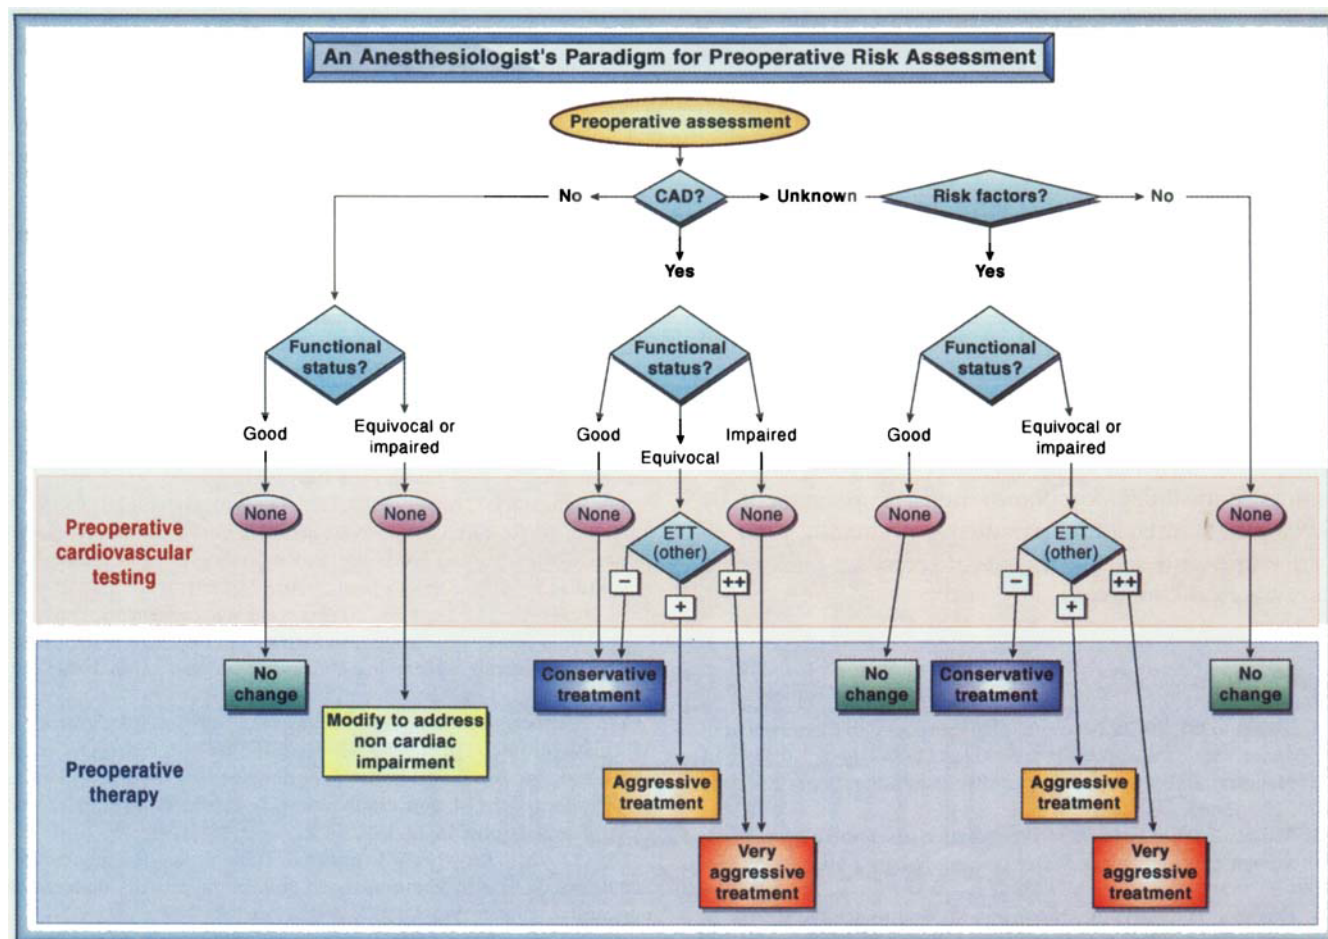 An Anesthesiologist's Paradigm for Preoperative Risk Assessment
Preoperative assessment
No
CAD?
Unknown
Risk factors?
No
Yes
Yes
Functional
status?
Functional
status?
Functional
status?
Good
Equivocal or
impaired
Good
Equivocal
Impaired
Good
Equivocal or
impaired
Preoperative
cardiovascular
testing
None
None
None
ETT
(other)
None
None
ETT
(other)
None
−
+
++
−
+
++
Preoperative
therapy
No
change
Modify to address
non cardiac
impairment
Conservative
treatment
Aggressive
treatment
Very
aggressive
treatment
No
change
Conservative
treatment
Aggressive
treatment
Very
aggressive
treatment
No
change